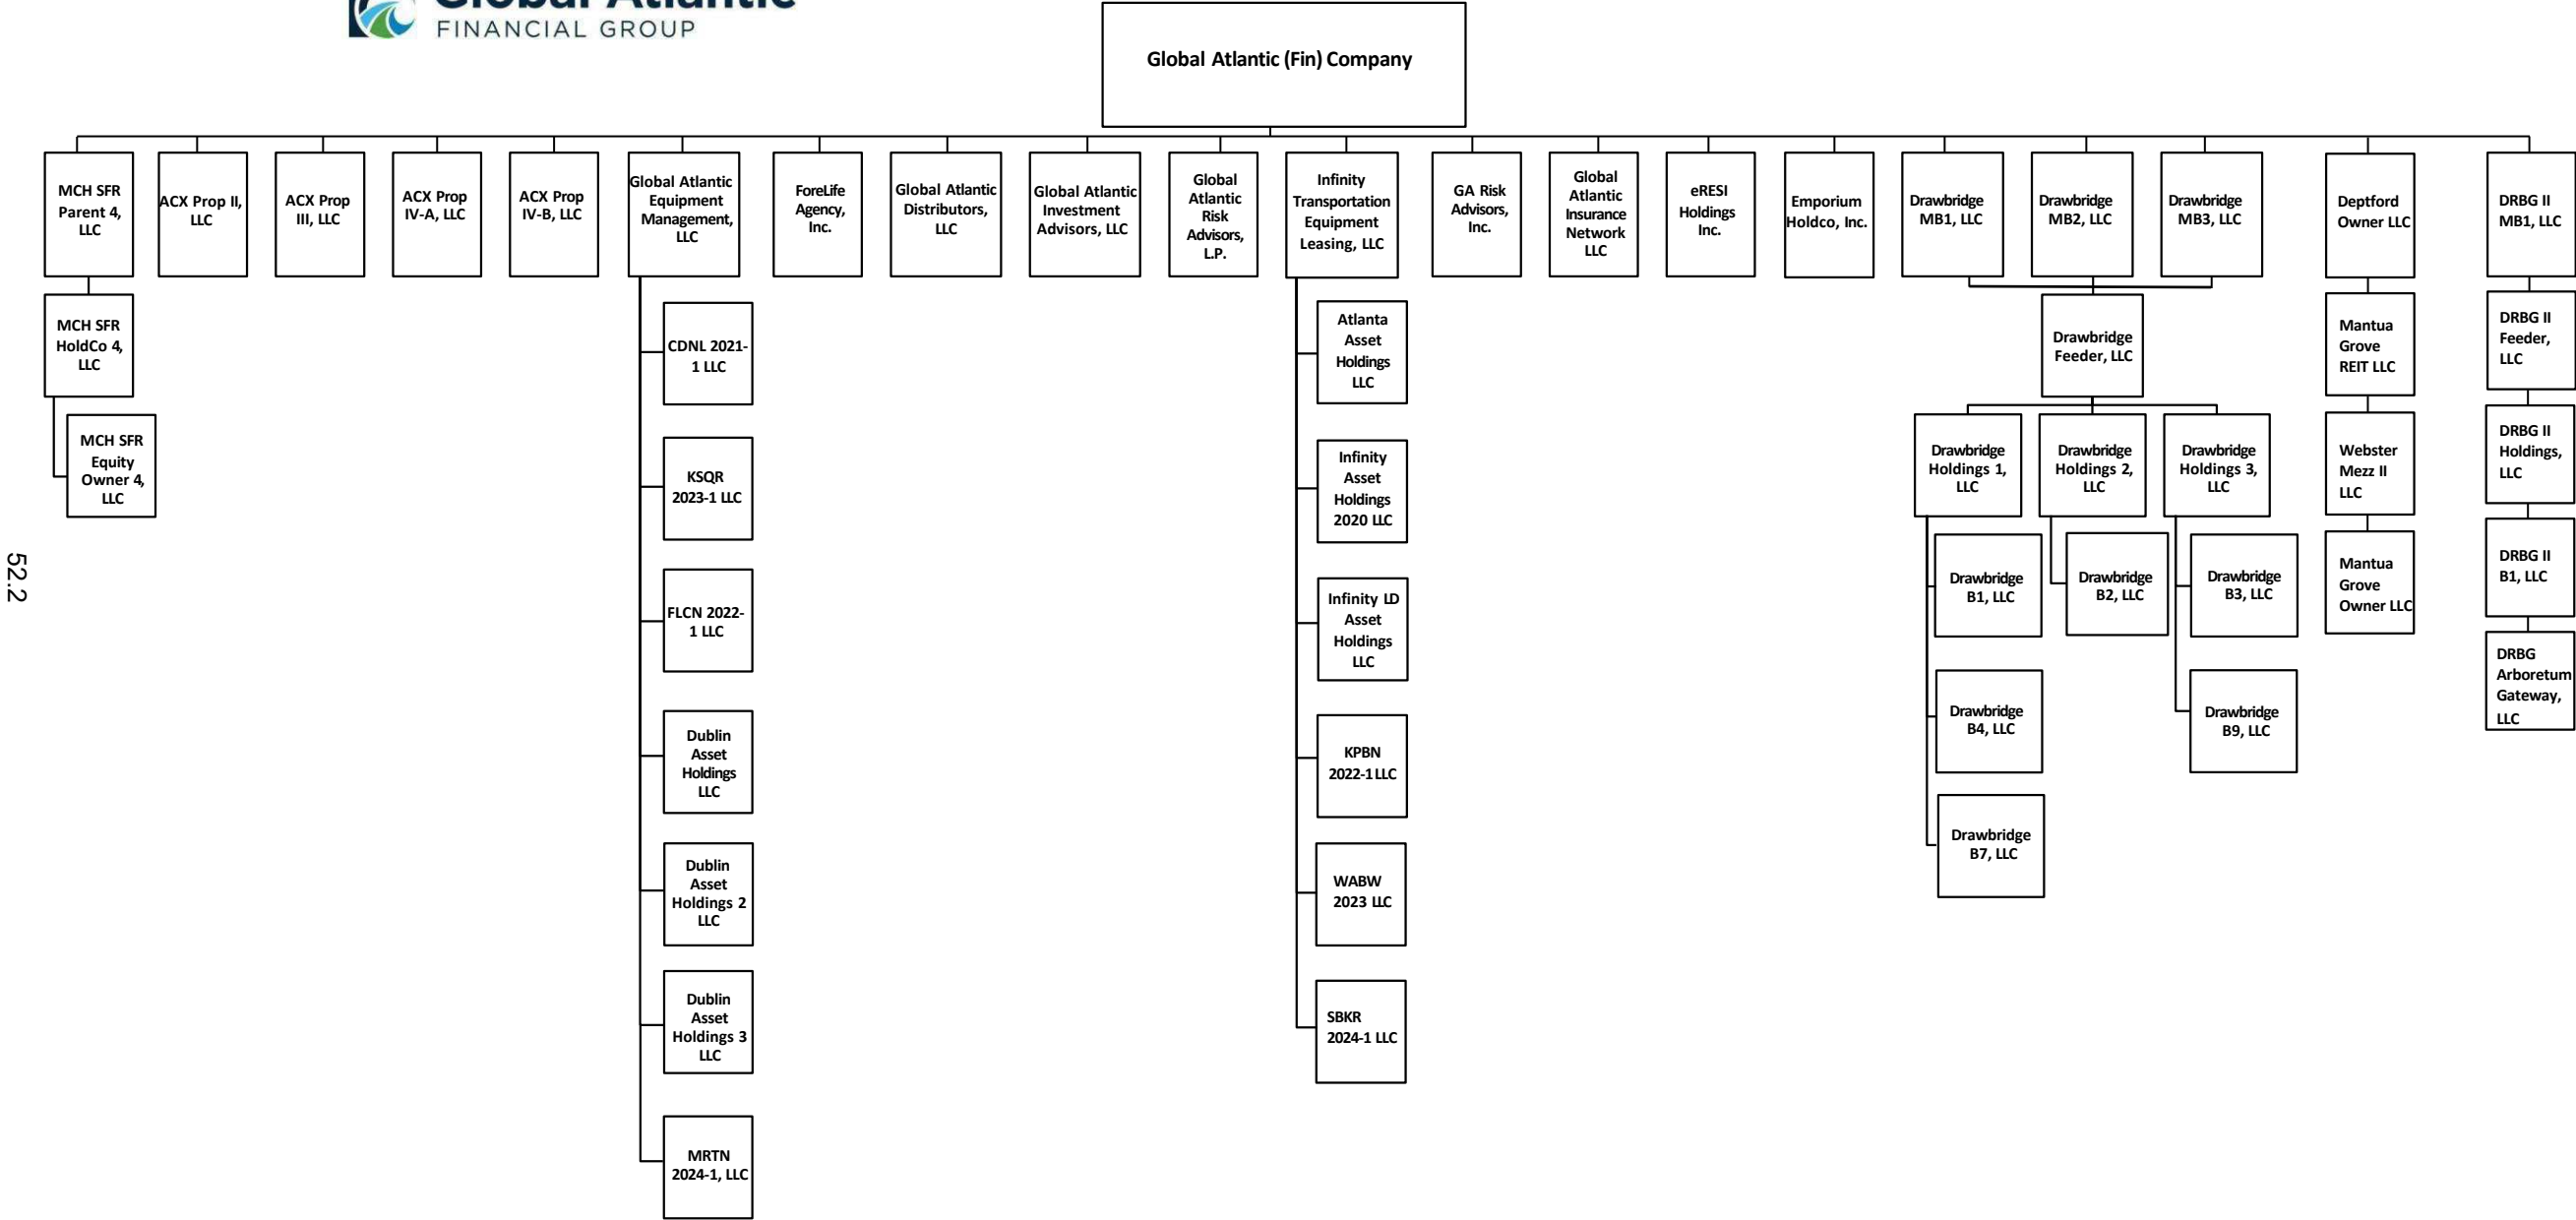 Global Atlantic
FINANCIAL GROUP
Global Atlantic (Fin) Company
MCH SFR
Parent 4,
LLC
ACX Prop II,
LLC
ACX Prop
III, LLC
ACX Prop
IV-A, LLC
ACX Prop
IV-B, LLC
Global Atlantic
Equipment
Management,
LLC
ForeLife
Agency,
Inc.
Global Atlantic
Distributors,
LLC
Global Atlantic
Investment
Advisors, LLC
Global
Atlantic
Risk
Advisors,
L.P.
Infinity
Transportation
Equipment
Leasing, LLC
GA Risk
Advisors,
Inc.
Global
Atlantic
Insurance
Network
LLC
eRESI
Holdings
Inc.
Emporium
Holdco, Inc.
Drawbridge
MB1, LLC
Drawbridge
MB2, LLC
Drawbridge
MB3, LLC
Deptford
Owner LLC
DRBG II
MB1, LLC
MCH SFR
HoldCo 4,
LLC
MCH SFR
Equity
Owner 4,
LLC
CDNL 2021-
1 LLC
KSQR
2023-1 LLC
FLCN 2022-
1 LLC
Dublin
Asset
Holdings
LLC
Dublin
Asset
Holdings 2
LLC
Dublin
Asset
Holdings 3
LLC
MRTN
2024-1, LLC
Atlanta
Asset
Holdings
LLC
Infinity
Asset
Holdings
2020 LLC
Infinity LD
Asset
Holdings
LLC
KPBN
2022-1 LLC
WABW
2023 LLC
SBKR
2024-1 LLC
Drawbridge
Feeder, LLC
Drawbridge
Holdings 1,
LLC
Drawbridge
Holdings 2,
LLC
Drawbridge
Holdings 3,
LLC
Drawbridge
B1, LLC
Drawbridge
B4, LLC
Drawbridge
B7, LLC
Drawbridge
B2, LLC
Drawbridge
B3, LLC
Drawbridge
B9, LLC
Mantua
Grove
REIT LLC
Webster
Mezz II
LLC
Mantua
Grove
Owner LLC
DRBG II
Feeder,
LLC
DRBG II
Holdings,
LLC
DRBG II
B1, LLC
DRBG
Arboretum
Gateway,
LLC
52.2